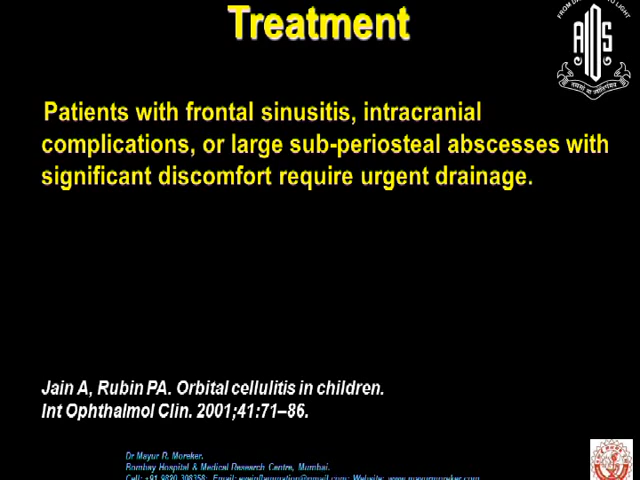 Treatment
Patients with frontal sinusitis, intracranial
complications, or large sub-periosteal abscesses with
significant discomfort require urgent drainage.
Jain A, Rubin PA. Orbital cellulitis in children.
Int Ophthalmol Clin. 2001;41:71–86.
Dr Mayur R. Moreker.
Bombay Hospital & Medical Research Centre, Mumbai.